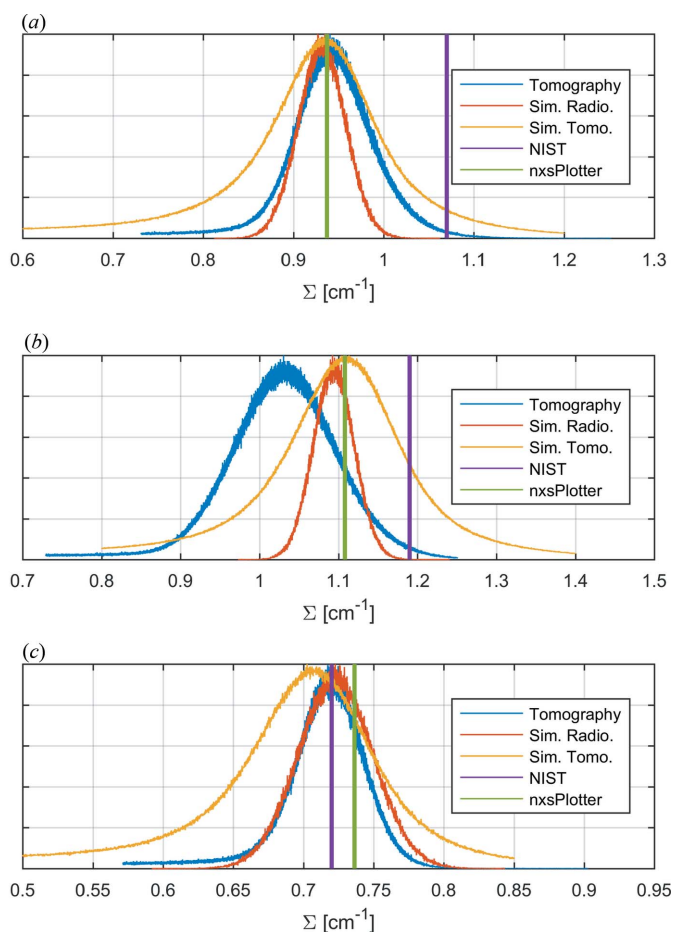 (a)
Tomography
Sim. Radio.
Sim. Tomo.
NIST
nxsPlotter
0.6 0.7 0.8 0.9 1 1.1 1.2 1.3
Σ [cm⁻¹]
(b)
Tomography
Sim. Radio.
Sim. Tomo.
NIST
nxsPlotter
0.7 0.8 0.9 1 1.1 1.2 1.3 1.4 1.5
Σ [cm⁻¹]
(c)
Tomography
Sim. Radio.
Sim. Tomo.
NIST
nxsPlotter
0.5 0.55 0.6 0.65 0.7 0.75 0.8 0.85 0.9 0.95
Σ [cm⁻¹]